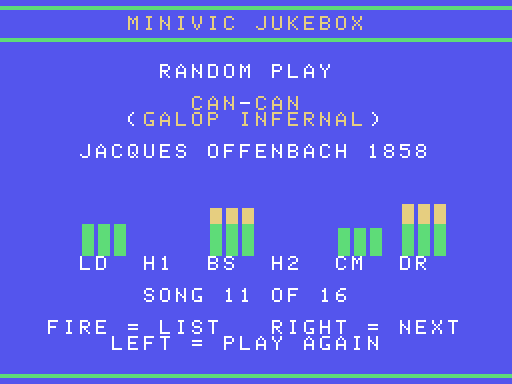 MINIVIC JUKEBOX
RANDOM PLAY
CAN-CAN
(GALOP INFERNAL)
JACQUES OFFENBACH 1858
LD H1 BS H2 CM DR
SONG 11 OF 16
FIRE = LIST RIGHT = NEXT
LEFT = PLAY AGAIN